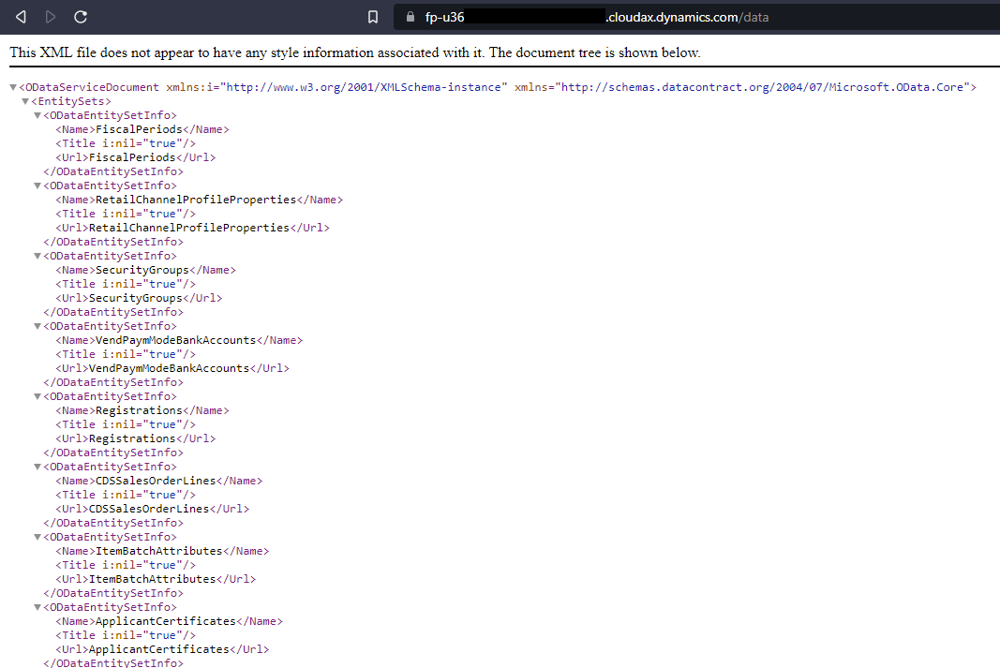 fp-u36 .cloudax.dynamics.com/data
This XML file does not appear to have any style information associated with it. The document tree is shown below.
▼<ODataServiceDocument xmlns:i="http://www.w3.org/2001/XMLSchema-instance" xmlns="http://schemas.datacontract.org/2004/07/Microsoft.OData.Core">
▼<EntitySets>
▼<ODataEntitySetInfo>
<Name>FiscalPeriods</Name>
<Title i:nil="true"/>
<Url>FiscalPeriods</Url>
</ODataEntitySetInfo>
▼<ODataEntitySetInfo>
<Name>RetailChannelProfileProperties</Name>
<Title i:nil="true"/>
<Url>RetailChannelProfileProperties</Url>
</ODataEntitySetInfo>
▼<ODataEntitySetInfo>
<Name>SecurityGroups</Name>
<Title i:nil="true"/>
<Url>SecurityGroups</Url>
</ODataEntitySetInfo>
▼<ODataEntitySetInfo>
<Name>VendPaymModeBankAccounts</Name>
<Title i:nil="true"/>
<Url>VendPaymModeBankAccounts</Url>
</ODataEntitySetInfo>
▼<ODataEntitySetInfo>
<Name>Registrations</Name>
<Title i:nil="true"/>
<Url>Registrations</Url>
</ODataEntitySetInfo>
▼<ODataEntitySetInfo>
<Name>CDSSalesOrderLines</Name>
<Title i:nil="true"/>
<Url>CDSSalesOrderLines</Url>
</ODataEntitySetInfo>
▼<ODataEntitySetInfo>
<Name>ItemBatchAttributes</Name>
<Title i:nil="true"/>
<Url>ItemBatchAttributes</Url>
</ODataEntitySetInfo>
▼<ODataEntitySetInfo>
<Name>ApplicantCertificates</Name>
<Title i:nil="true"/>
<Url>ApplicantCertificates</Url>
</ODataEntitySetInfo>